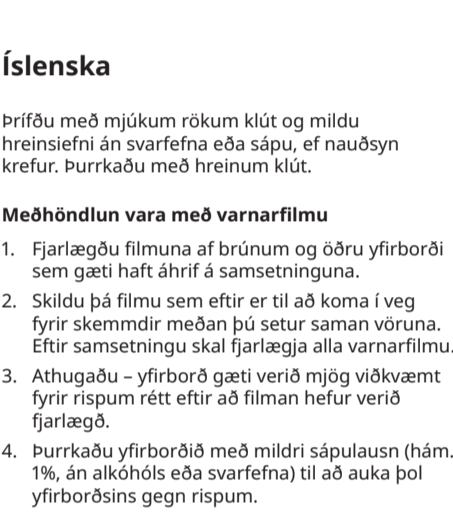 Íslenska
Þrífðu með mjúkum rökum klút og mildu
hreinsiefni án svarfefna eða sápu, ef nauðsyn
krefur. Þurrkaðu með hreinum klút.
Meðhöndlun vara með varnarfilmu
1. Fjarlægðu filmuna af brúnum og öðru yfirborði
sem gæti haft áhrif á samsetninguna.
2. Skildu þá filmu sem eftir er til að koma í veg
fyrir skemmdir meðan þú setur saman vöruna.
Eftir samsetningu skal fjarlægja alla varnarfilmu.
3. Athugaðu – yfirborð gæti verið mjög viðkvæmt
fyrir rispum rétt eftir að filman hefur verið
fjarlægð.
4. Þurrkaðu yfirborðið með mildri sápulausn (hám.
1%, án alkóhóls eða svarfefna) til að auka þol
yfirborðsins gegn rispum.